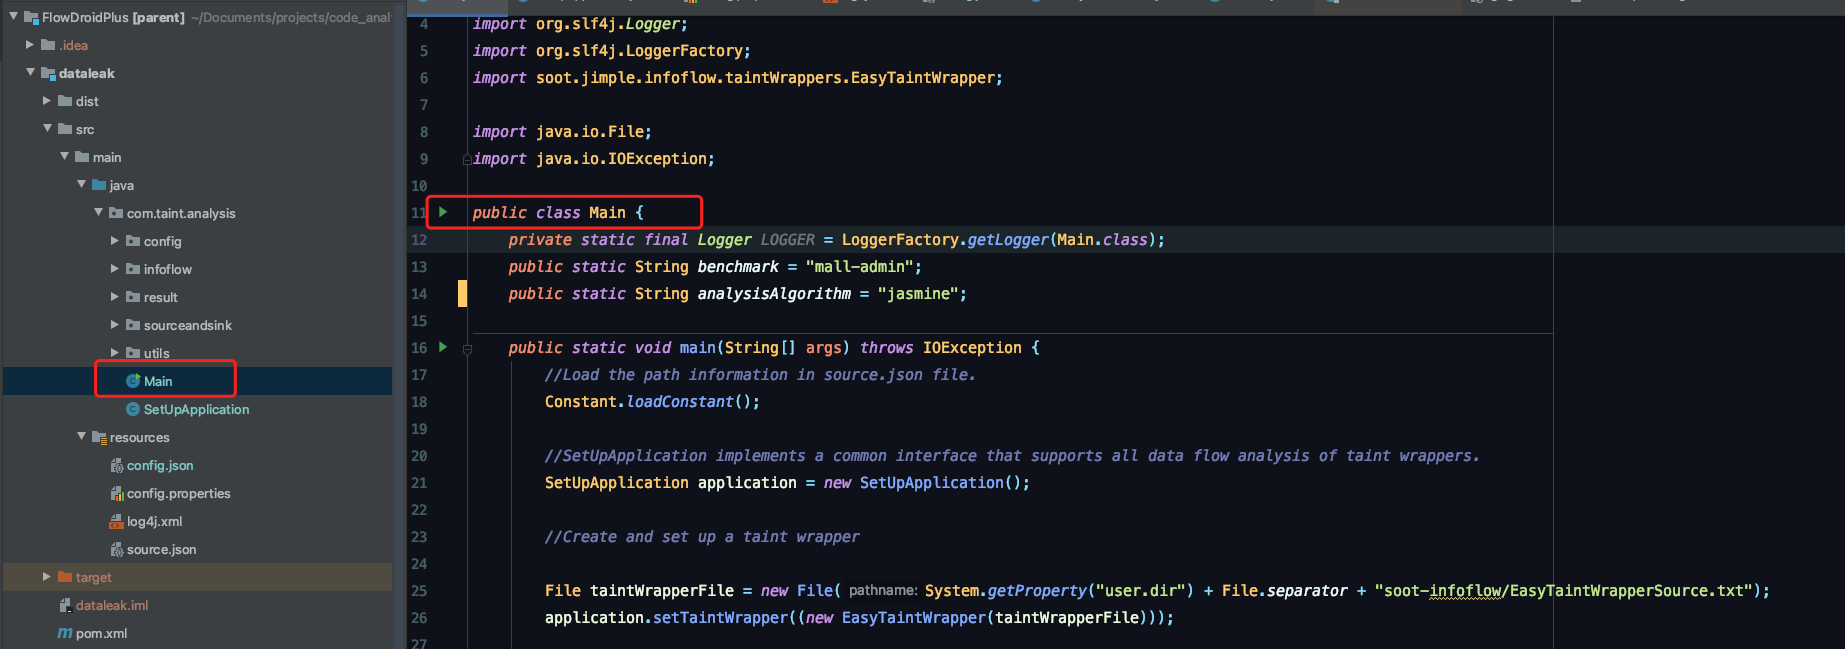 FlowDroidPlus [parent] ~/Documents/projects/code_anal
.idea
dataleak
dist
src
main
java
com.taint.analysis
config
infoflow
result
sourceandsink
utils
Main
SetUpApplication
resources
config.json
config.properties
log4j.xml
source.json
target
dataleak.iml
pom.xml
4 import org.slf4j.Logger;
5 import org.slf4j.LoggerFactory;
6 import soot.jimple.infoflow.taintWrappers.EasyTaintWrapper;
7
8 import java.io.File;
9 import java.io.IOException;
10
11 public class Main {
12 private static final Logger LOGGER = LoggerFactory.getLogger(Main.class);
13 public static String benchmark = "mall-admin";
14 public static String analysisAlgorithm = "jasmine";
15
16 public static void main(String[] args) throws IOException {
17 //Load the path information in source.json file.
18 Constant.loadConstant();
19
20 //SetUpApplication implements a common interface that supports all data flow analysis of taint wrappers.
21 SetUpApplication application = new SetUpApplication();
22
23 //Create and set up a taint wrapper
24
25 File taintWrapperFile = new File( pathname: System.getProperty("user.dir") + File.separator + "soot-infoflow/EasyTaintWrapperSource.txt");
26 application.setTaintWrapper((new EasyTaintWrapper(taintWrapperFile)));
27